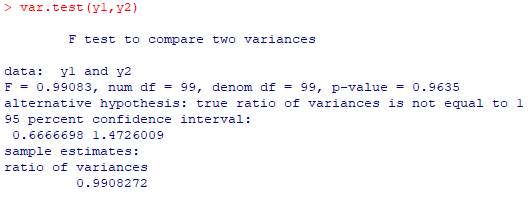 > var.test(y1,y2)
F test to compare two variances
data:  y1 and y2
F = 0.99083, num df = 99, denom df = 99, p-value = 0.9635
alternative hypothesis: true ratio of variances is not equal to 1
95 percent confidence interval:
0.6666698 1.4726009
sample estimates:
ratio of variances
0.9908272